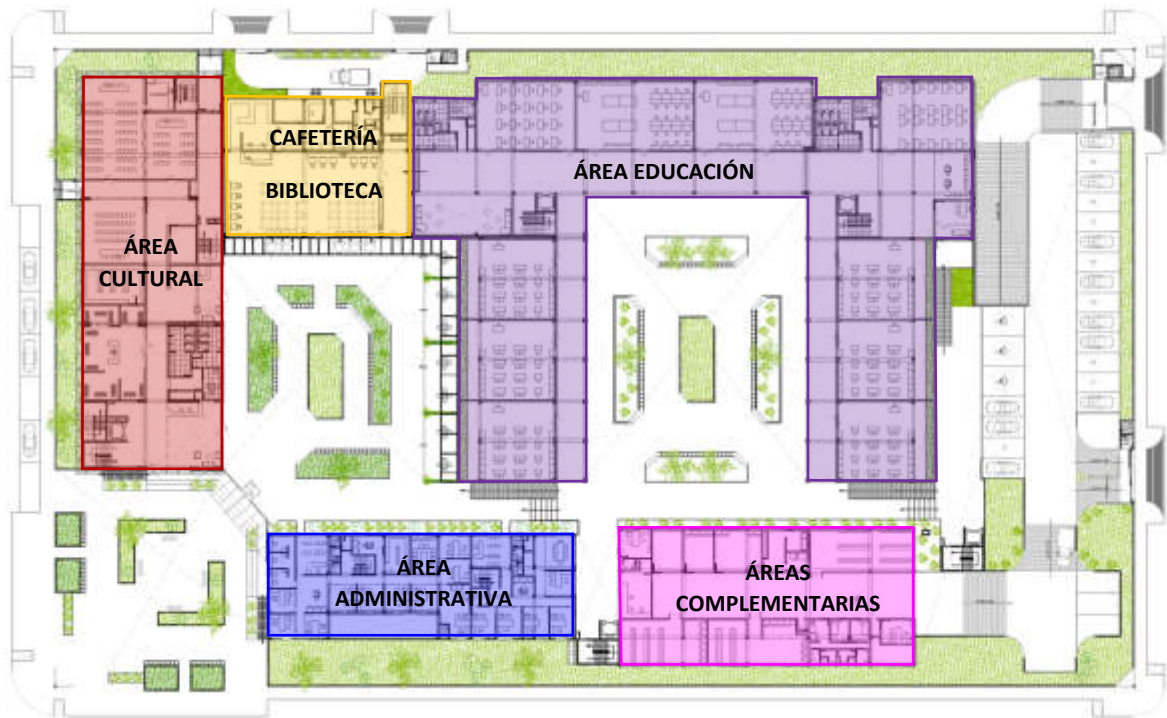 CAFETERÍA
BIBLIOTECA
ÁREA EDUCACIÓN
ÁREA
CULTURAL
ÁREA
ADMINISTRATIVA
ÁREAS
COMPLEMENTARIAS